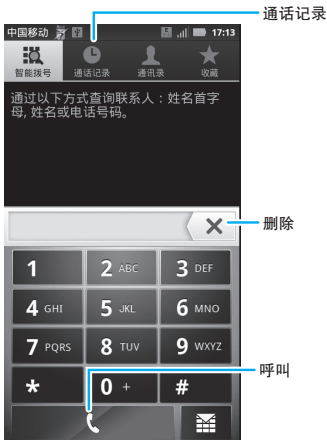 通话记录
中国移动 17:13
智能拨号 通话记录 通讯录 收藏
通过以下方式查询联系人：姓名首字
母, 姓名或电话号码。
删除
1 2 ABC 3 DEF
4 GHI 5 JKL 6 MNO
7 PQRS 8 TUV 9 WXYZ
呼叫
* 0 + #